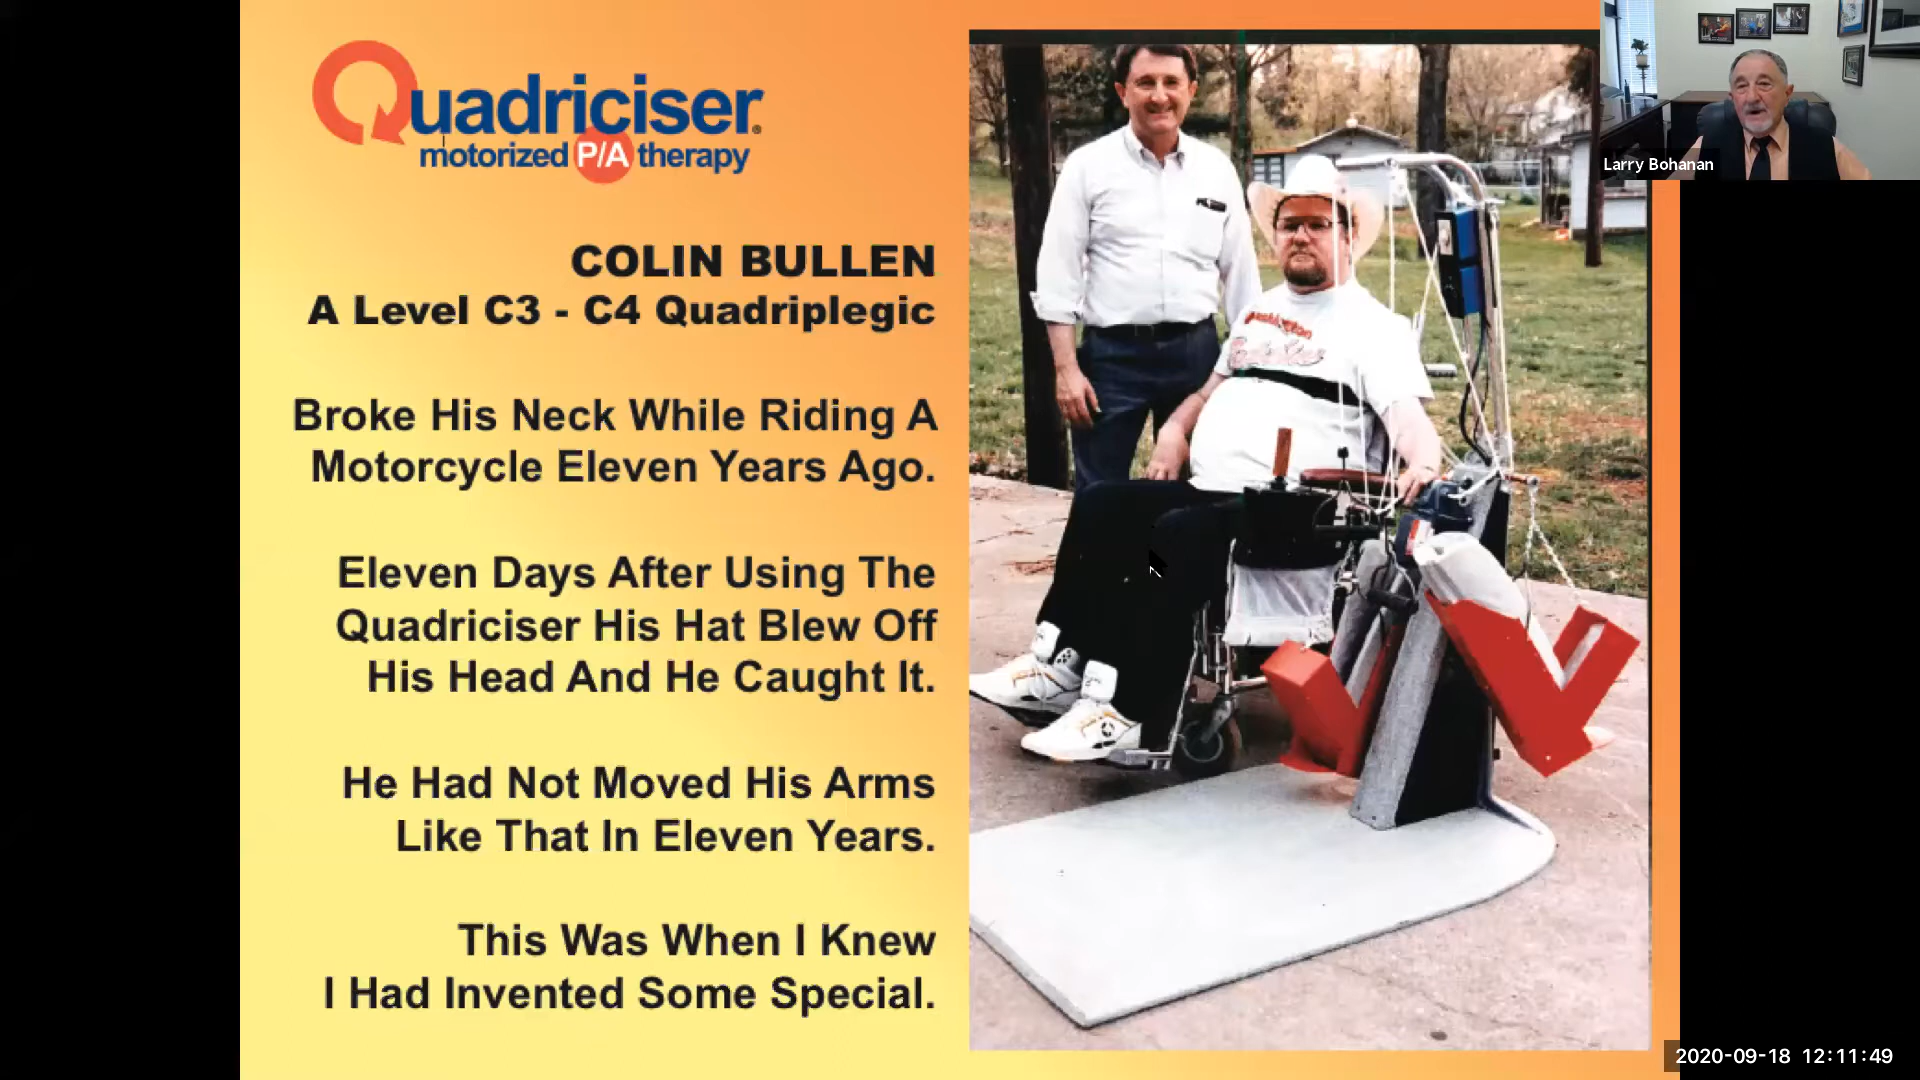 Quadriciser®
motorized P/A therapy
COLIN BULLEN
A Level C3 - C4 Quadriplegic
Broke His Neck While Riding A
Motorcycle Eleven Years Ago.
Eleven Days After Using The
Quadriciser His Hat Blew Off
His Head And He Caught It.
He Had Not Moved His Arms
Like That In Eleven Years.
This Was When I Knew
I Had Invented Some Special.
Larry Bohanan
2020-09-18 12:11:49